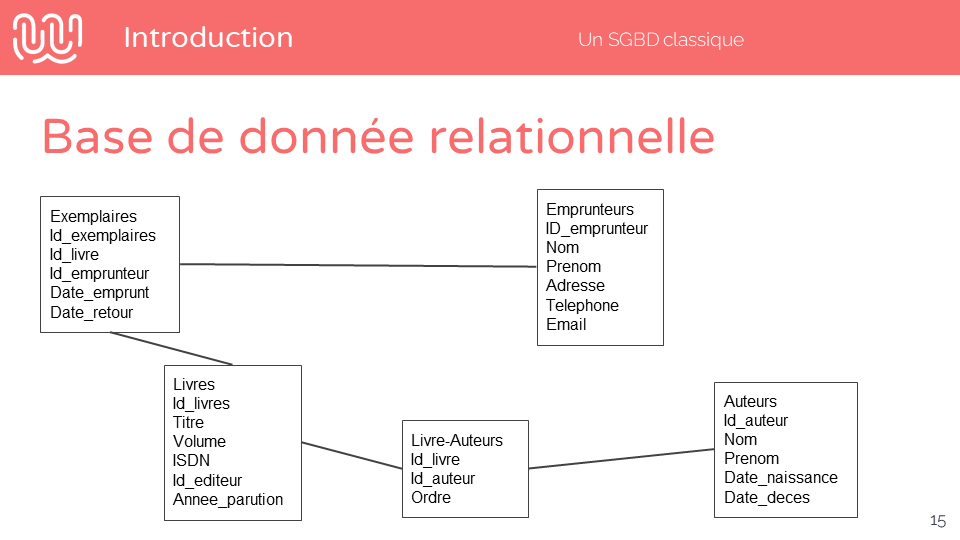 Introduction
Un SGBD classique
Base de donnée relationnelle
Exemplaires
Id_exemplaires
Id_livre
Id_emprunteur
Date_emprunt
Date_retour
Emprunteurs
ID_emprunteur
Nom
Prenom
Adresse
Telephone
Email
Livres
Id_livres
Titre
Volume
ISDN
Id_editeur
Annee_parution
Livre-Auteurs
Id_livre
Id_auteur
Ordre
Auteurs
Id_auteur
Nom
Prenom
Date_naissance
Date_deces
15